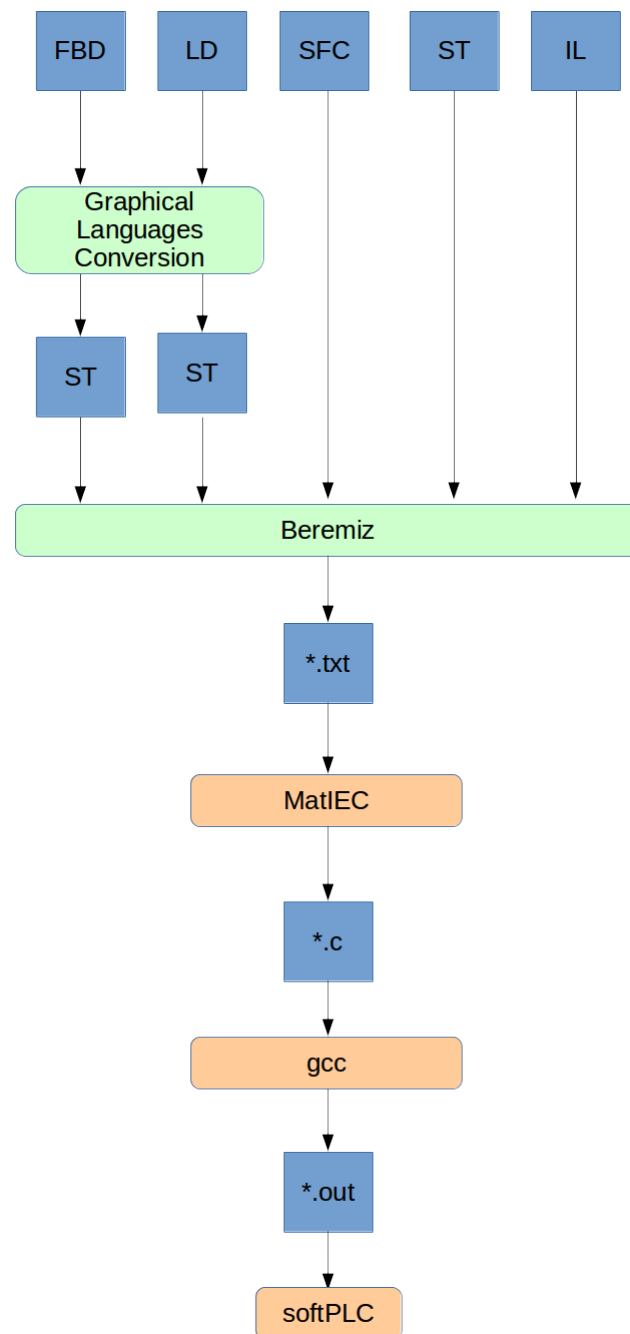 FBD
LD
SFC
ST
IL
Graphical
Languages
Conversion
ST
ST
Beremiz
*.txt
MatIEC
*.c
gcc
*.out
softPLC